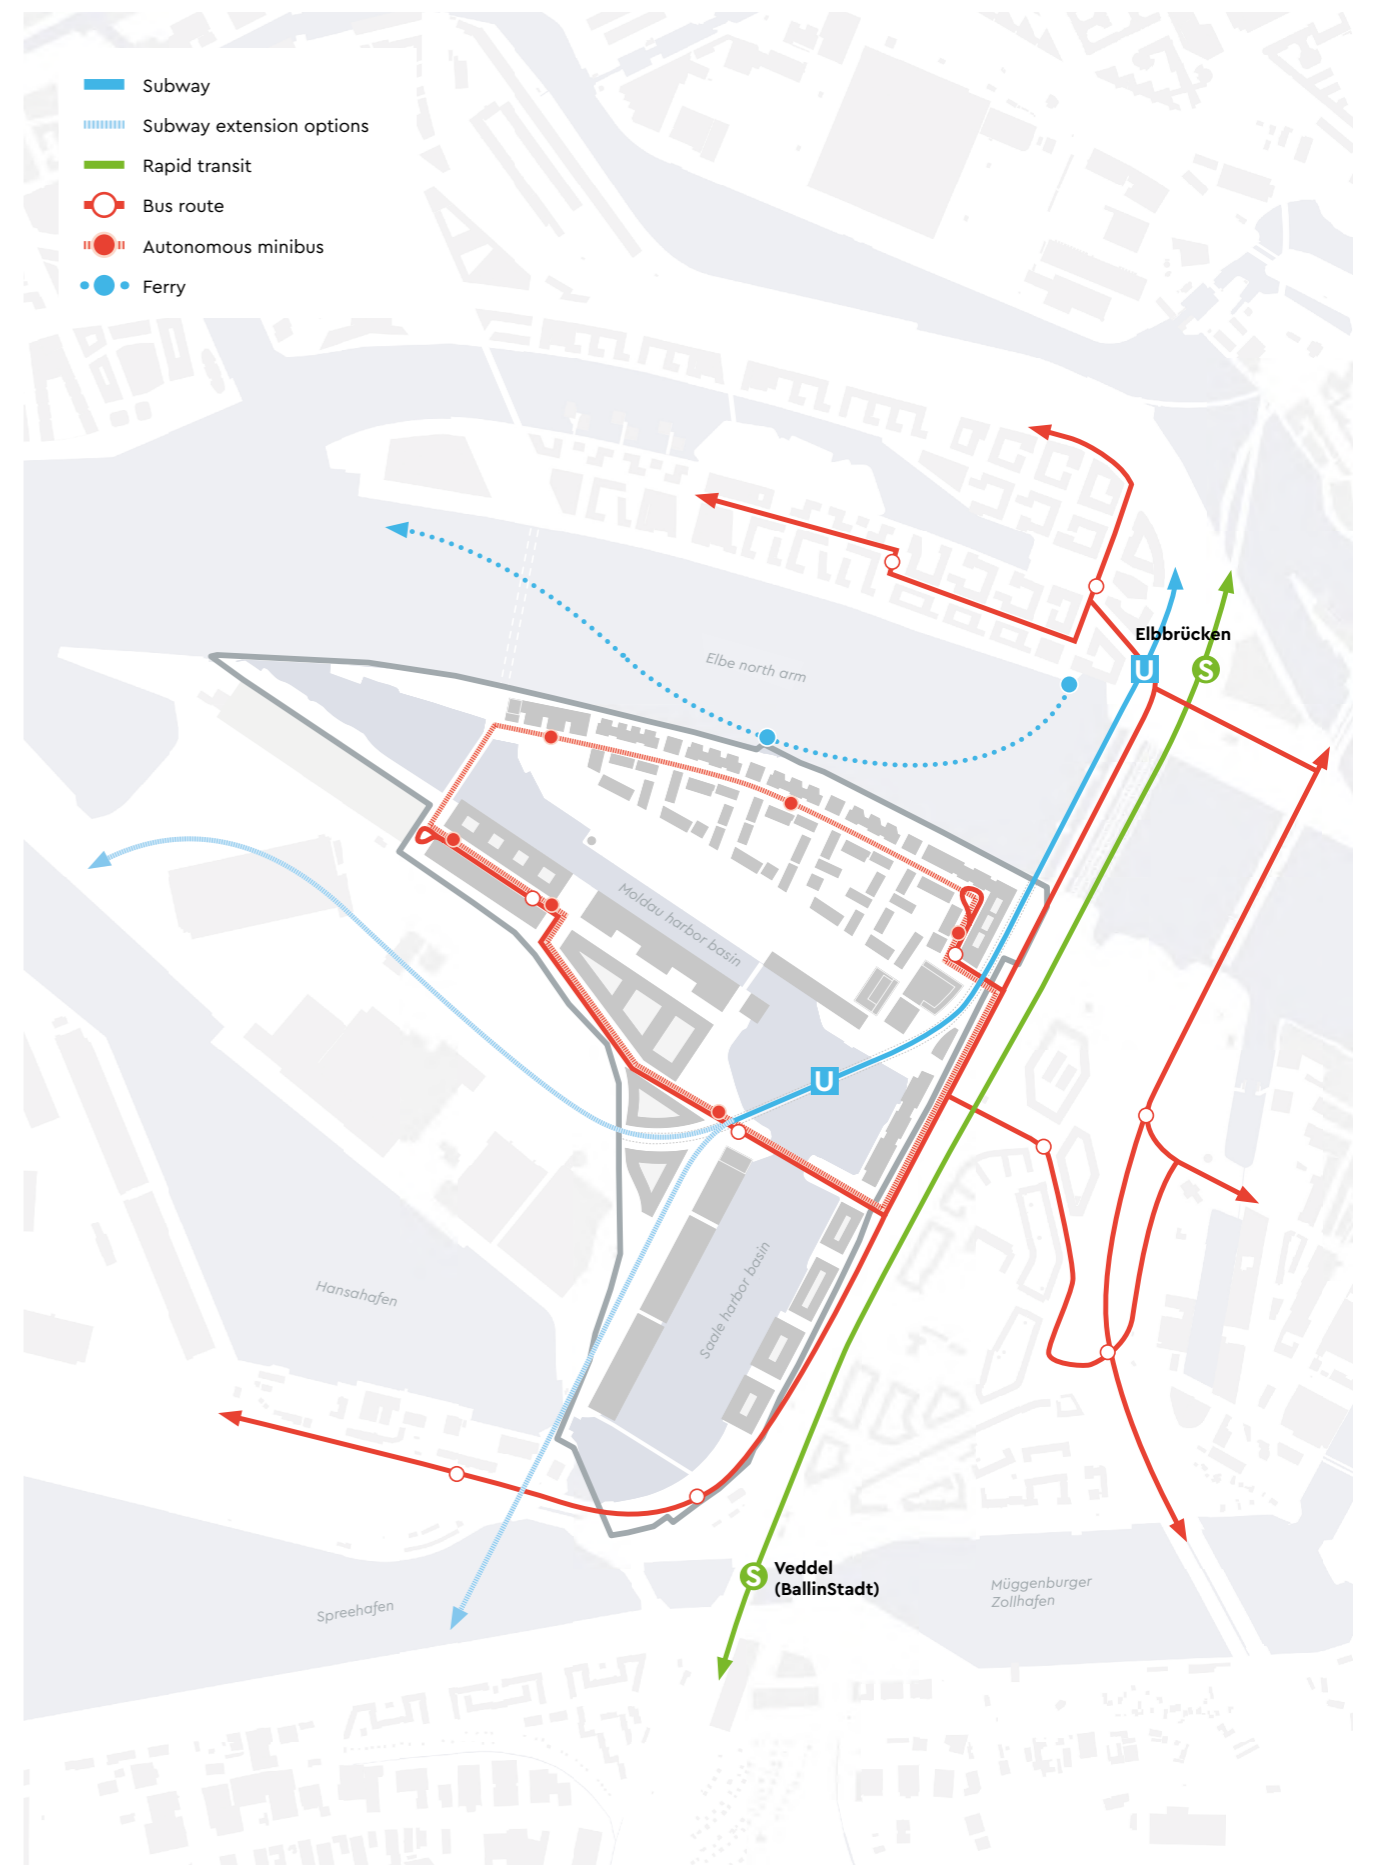 Subway
Subway extension options
Rapid transit
Bus route
Autonomous minibus
Ferry
Elbbrücken
U
S
Elbe north arm
Moldau harbor basin
U
Hansahafen
Saale harbor basin
S
Veddel
(BallinStadt)
Müggenburger
Zollhafen
Spreehafen